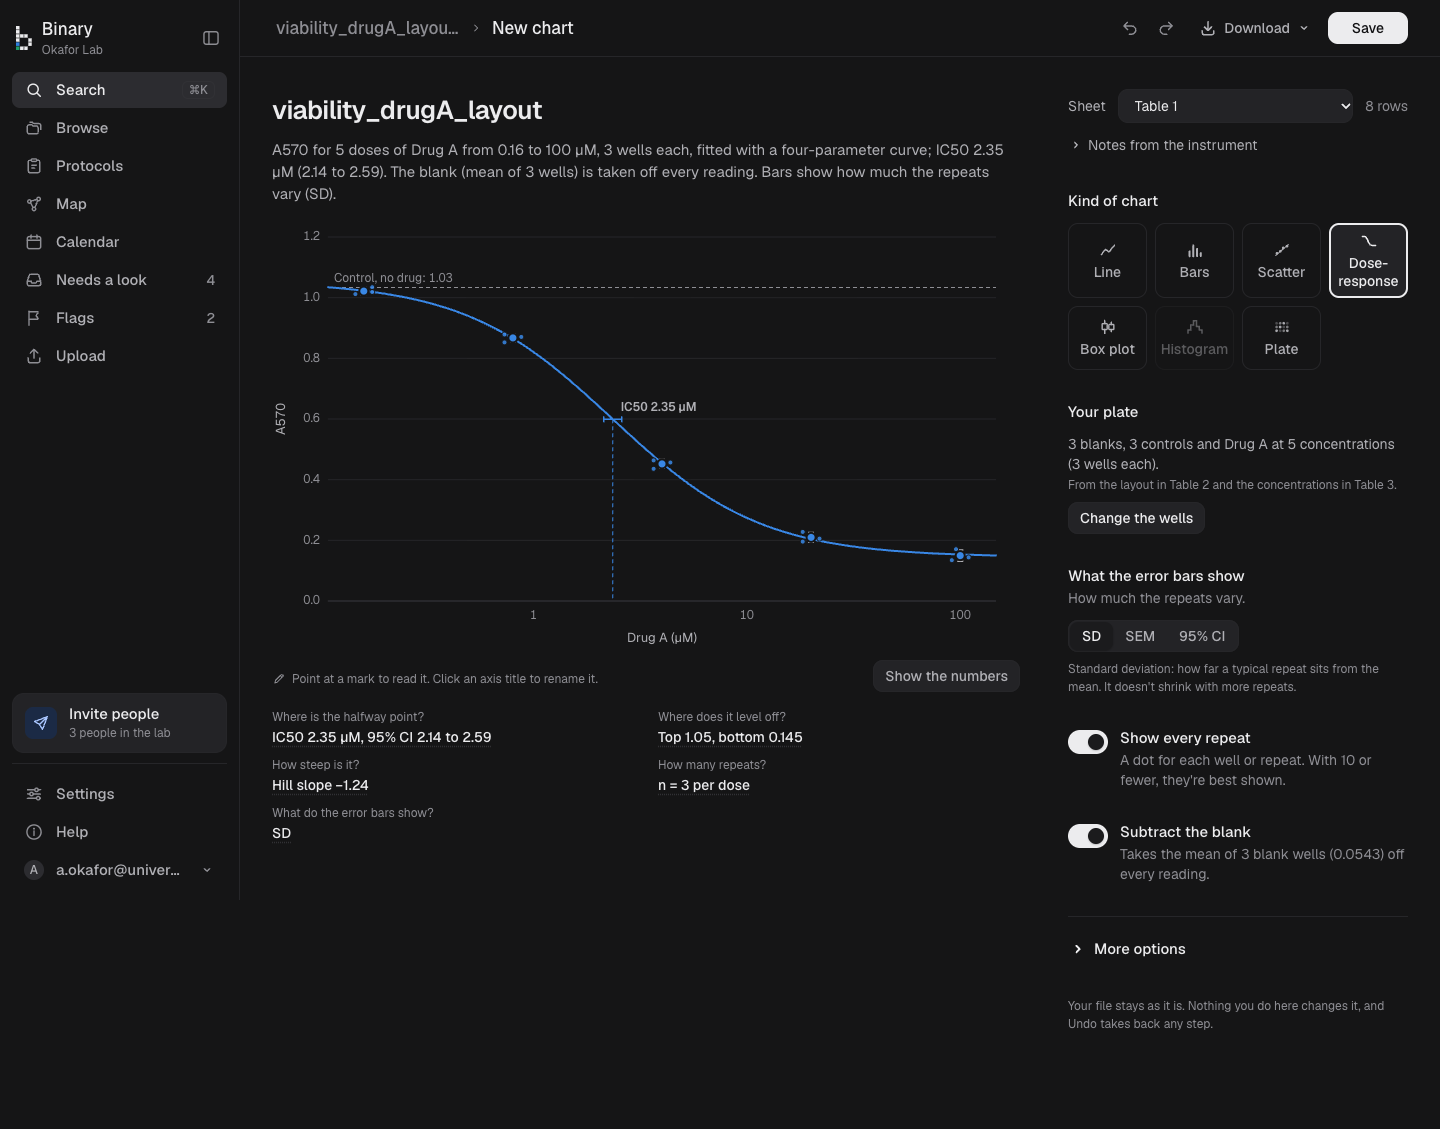 Binary
Okafor Lab
Search
⌘K
Browse
Protocols
Map
Calendar
Needs a look
4
Flags
2
Upload
Invite people
3 people in the lab
Settings
Help
A
a.okafor@univer...
viability_drugA_layou...
New chart
Download
Save
viability_drugA_layout
A570 for 5 doses of Drug A from 0.16 to 100 µM, 3 wells each, fitted with a four-parameter curve; IC50 2.35
µM (2.14 to 2.59). The blank (mean of 3 wells) is taken off every reading. Bars show how much the repeats
vary (SD).
1.2
Control, no drug: 1.03
1.0
0.8
IC50 2.35 µM
0.6
A570
0.4
0.2
0.0
1
10
100
Drug A (µM)
Point at a mark to read it. Click an axis title to rename it.
Show the numbers
Where is the halfway point?
IC50 2.35 µM, 95% CI 2.14 to 2.59
Where does it level off?
Top 1.05, bottom 0.145
How steep is it?
Hill slope −1.24
How many repeats?
n = 3 per dose
What do the error bars show?
SD
Sheet
Table 1
8 rows
Notes from the instrument
Kind of chart
Line
Bars
Scatter
Dose-
response
Box plot
Histogram
Plate
Your plate
3 blanks, 3 controls and Drug A at 5 concentrations
(3 wells each).
From the layout in Table 2 and the concentrations in Table 3.
Change the wells
What the error bars show
How much the repeats vary.
SD
SEM
95% CI
Standard deviation: how far a typical repeat sits from the
mean. It doesn't shrink with more repeats.
Show every repeat
A dot for each well or repeat. With 10 or
fewer, they're best shown.
Subtract the blank
Takes the mean of 3 blank wells (0.0543) off
every reading.
More options
Your file stays as it is. Nothing you do here changes it, and
Undo takes back any step.